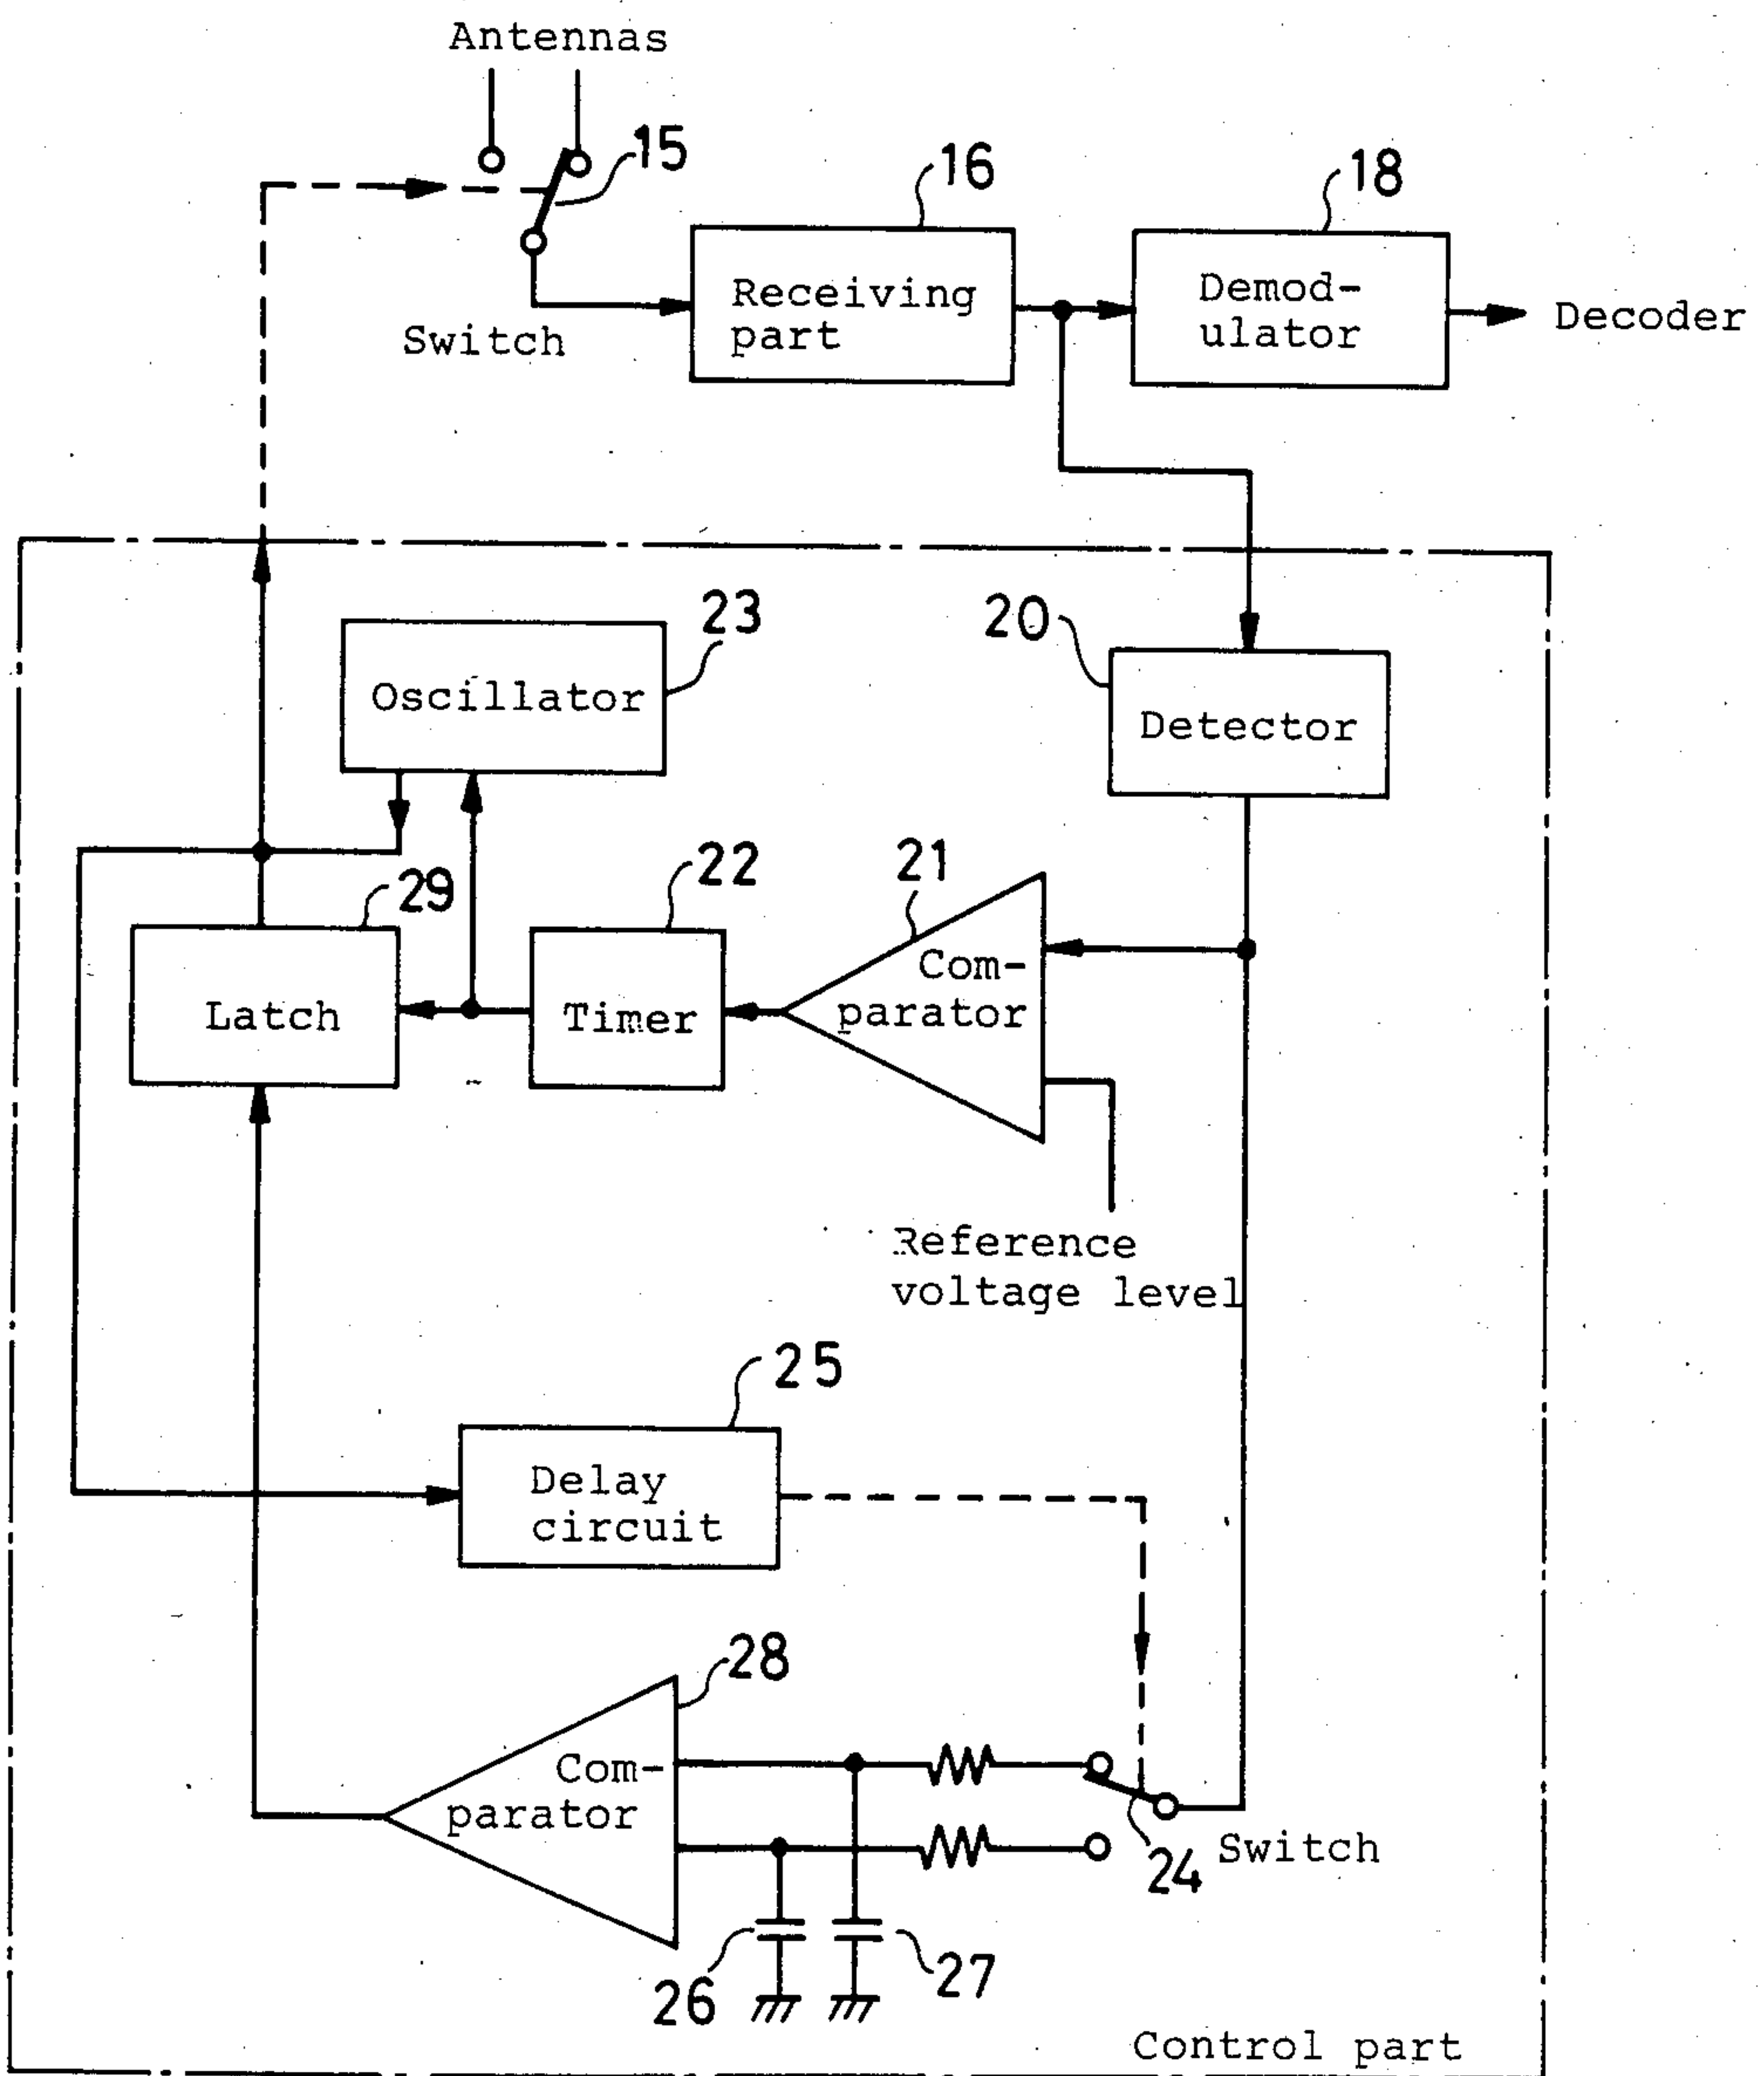 Antennas
15
16
18
Receiving
part
Demod-
ulator
Decoder
Switch
23
20
Oscillator
Detector
21
22
29
Com-
parator
Timer
Latch
Reference
voltage level
25
Delay
circuit
28
Com-
parator
24
Switch
26
27
Control part